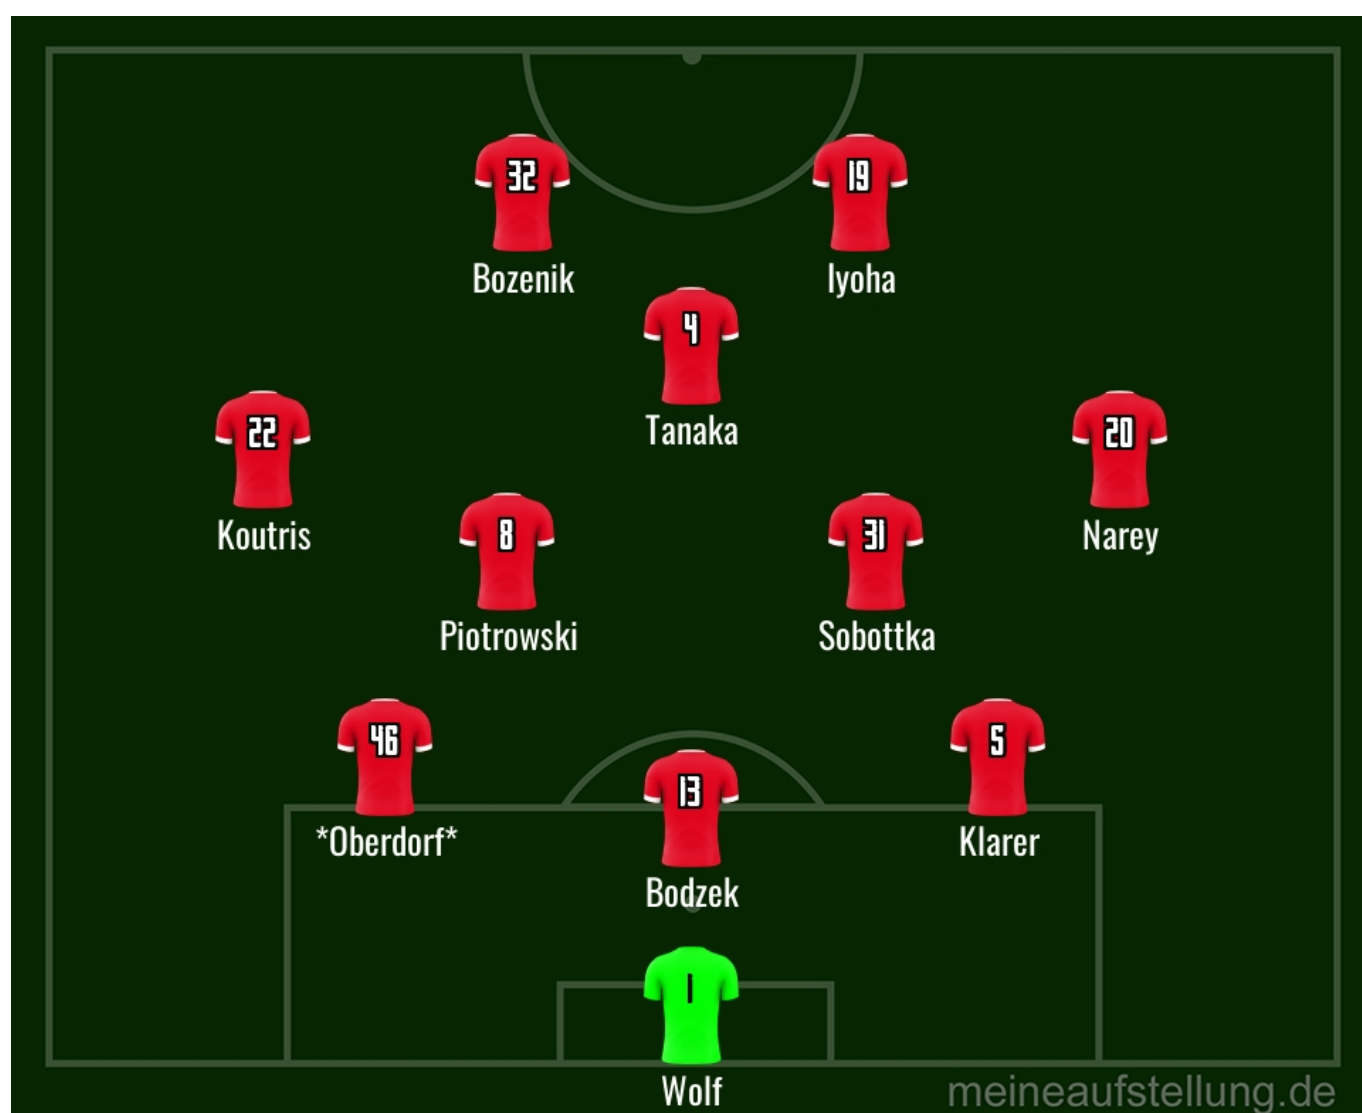 32
19
Bozenik
Iyoha
4
Tanaka
22
20
Koutris
Narey
8
31
Piotrowski
Sobottka
46
5
*Oberdorf*
Klarer
13
Bodzek
1
Wolf
meineaufstellung.de